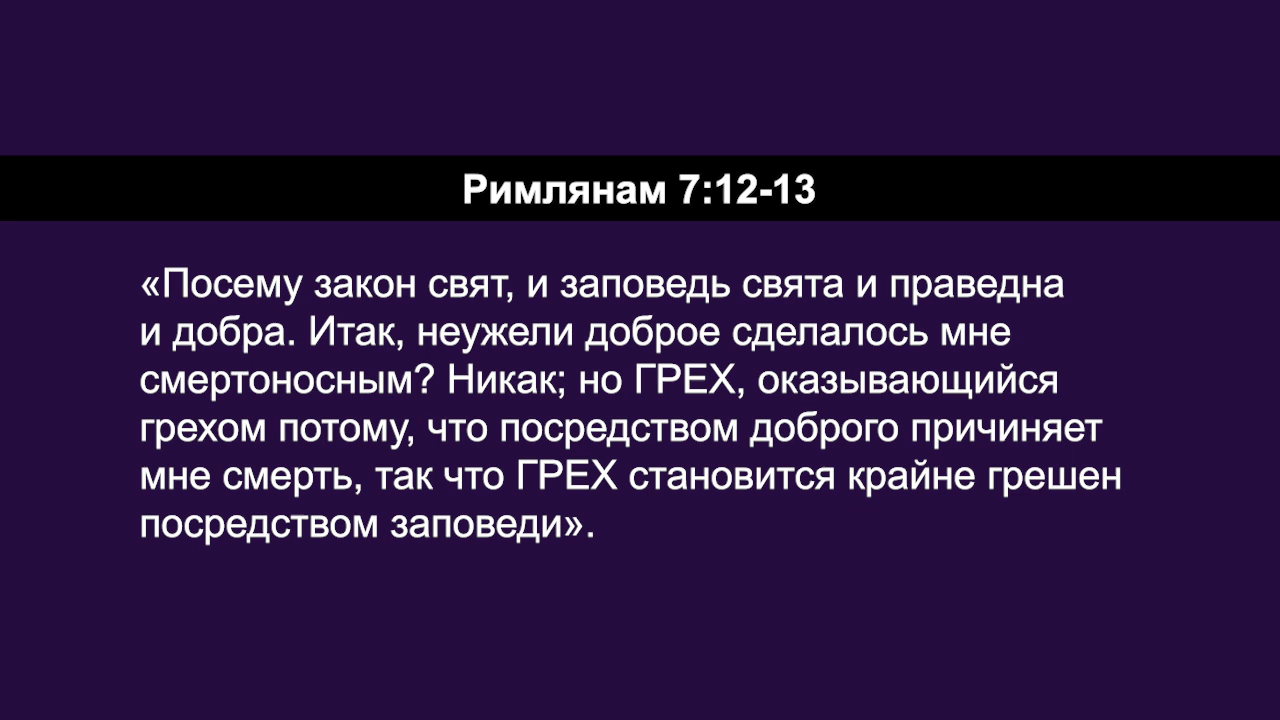 Римлянам 7:12-13
«Посему закон свят, и заповедь свята и праведна
и добра. Итак, неужели доброе сделалось мне
смертоносным? Никак; но ГРЕХ, оказывающийся
грехом потому, что посредством доброго причиняет
мне смерть, так что ГРЕХ становится крайне грешен
посредством заповеди».